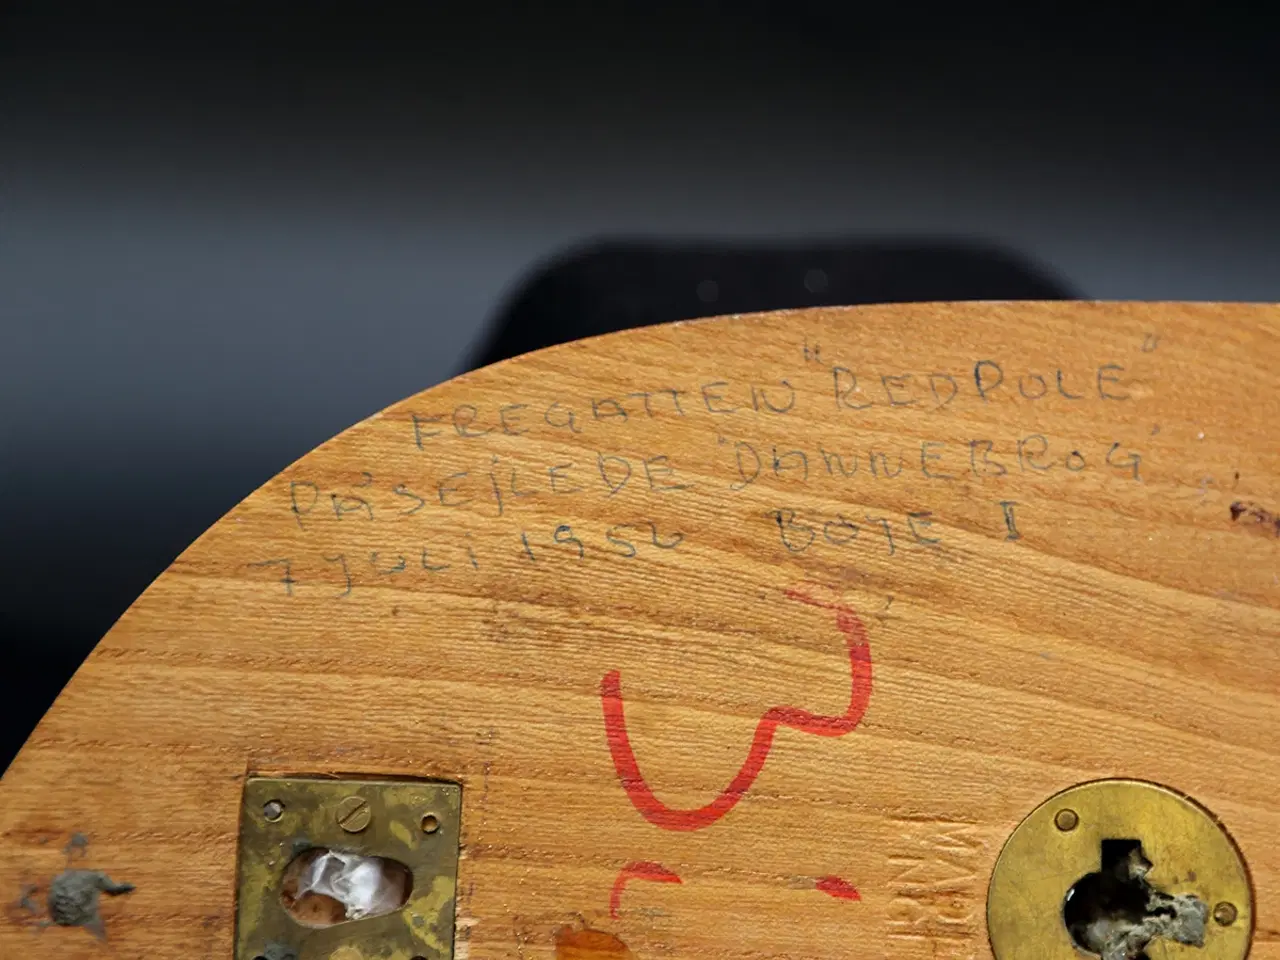 FREGATTEN "REDPOLE"
PÅSEJLEDE 'DANNEBROG'
7 JULI 1956 BØJE I